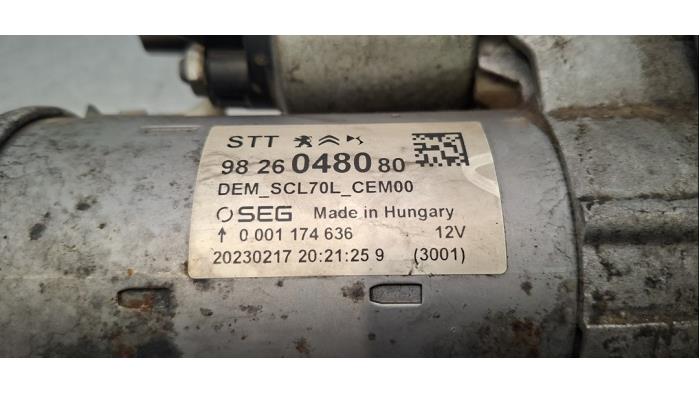 STT
98 26 0480 80
DEM_SCL70L_CEM00
SEG Made in Hungary
0 001 174 636 12V
20230217 20:21:25 9 (3001)